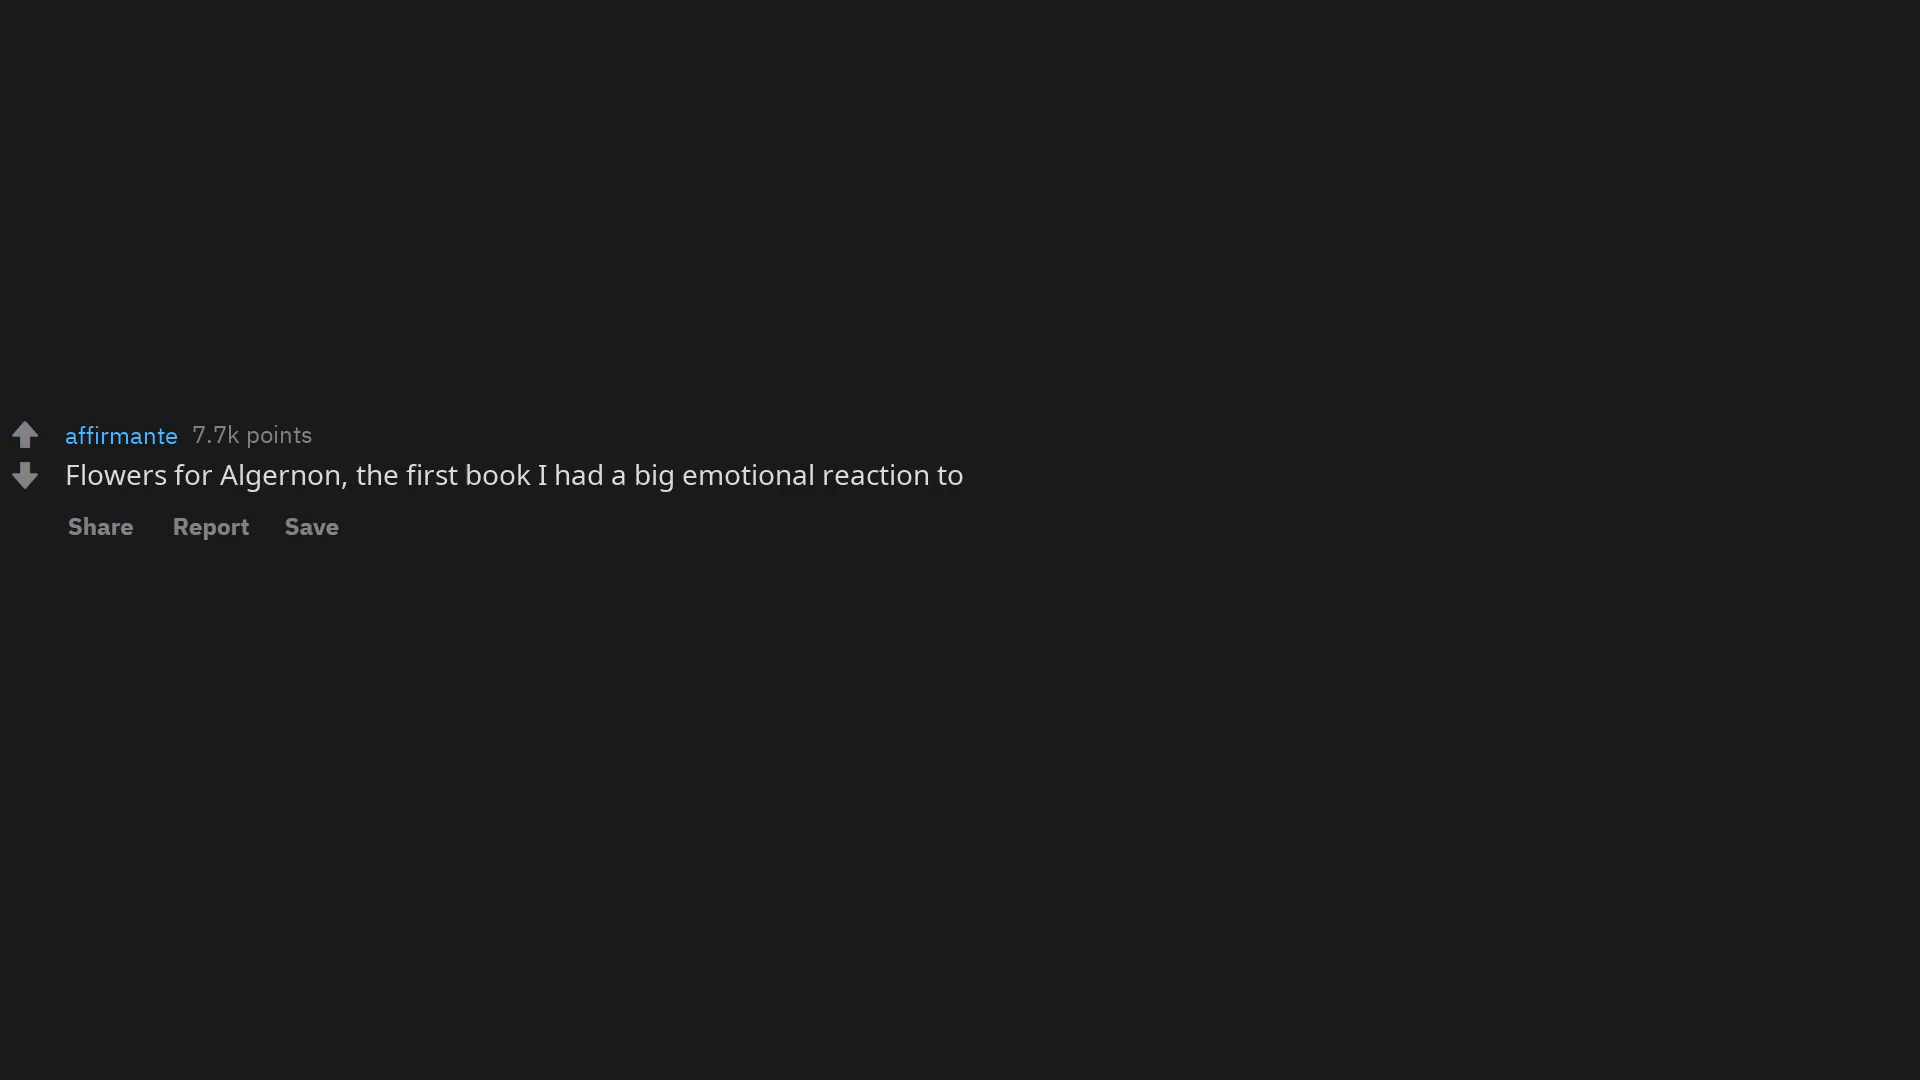 affirmante 7.7k points
Flowers for Algernon, the first book I had a big emotional reaction to
Share Report Save